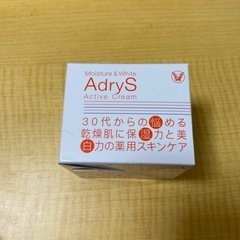 Moisture & White
AdryS
Active Cream
30代からの悩める
乾燥肌に保湿力と美
白力の薬用スキンケア